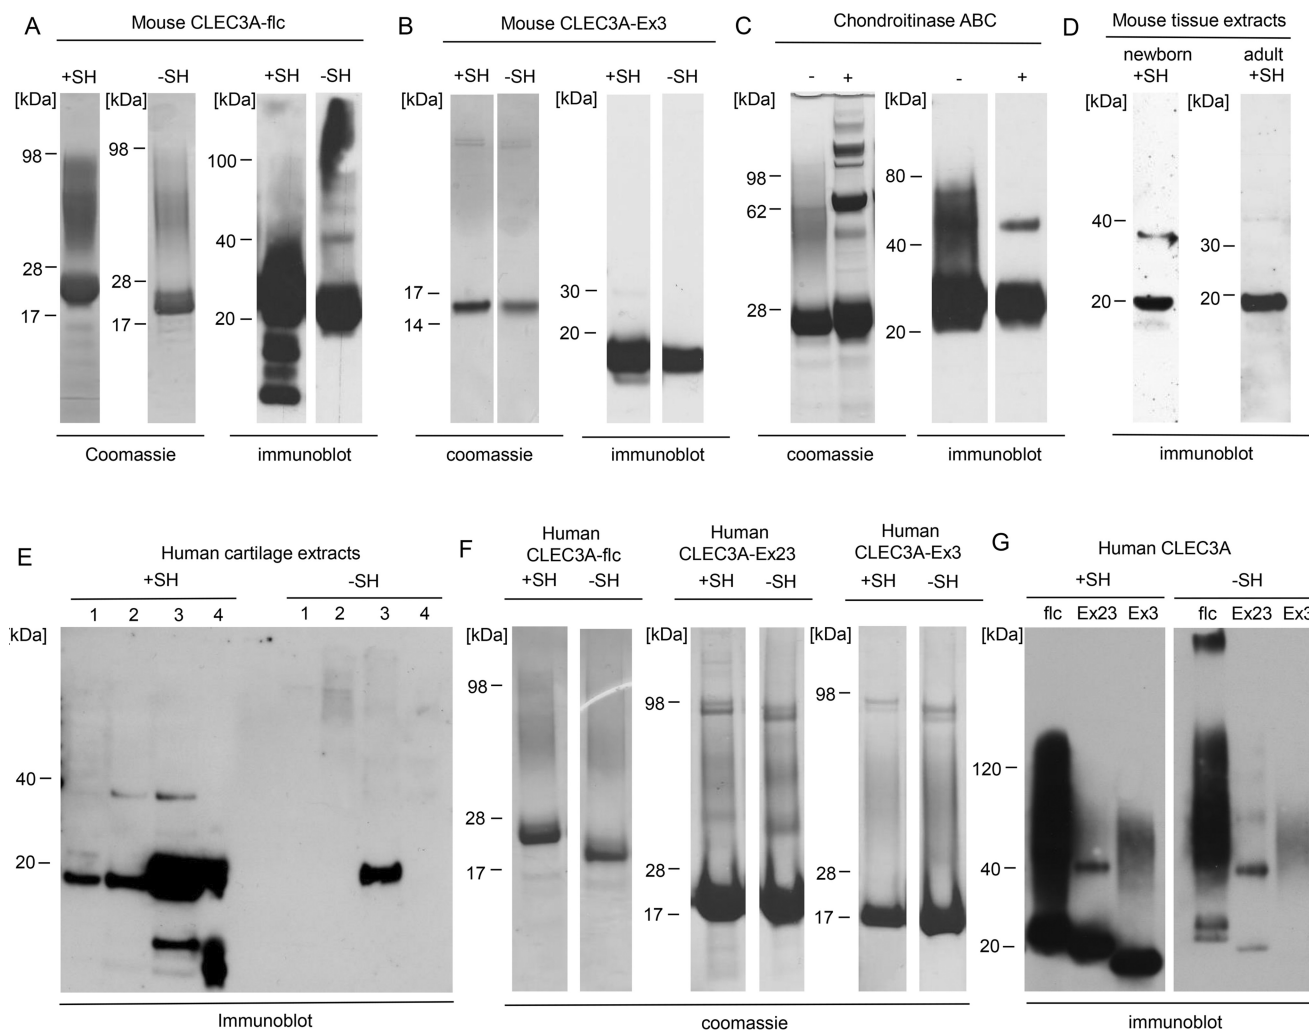 A
Mouse CLEC3A-flc
+SH
-SH
+SH
-SH
[kDa]
[kDa]
[kDa]
98
28
17
98
28
17
100
40
20
Coomassie
immunoblot
B
Mouse CLEC3A-Ex3
+SH
-SH
+SH
-SH
[kDa]
[kDa]
17
14
30
20
coomassie
immunoblot
C
Chondroitinase ABC
-
+
-
+
[kDa]
[kDa]
98
62
28
80
40
20
coomassie
immunoblot
D
Mouse tissue extracts
newborn
adult
+SH
+SH
[kDa]
[kDa]
40
20
30
20
immunoblot
E
Human cartilage extracts
+SH
-SH
1
2
3
4
1
2
3
4
kDa]
40
20
Immunoblot
F
Human
CLEC3A-flc
+SH
-SH
[kDa]
98
28
17
Human
CLEC3A-Ex23
+SH
-SH
[kDa]
98
28
17
Human
CLEC3A-Ex3
+SH
-SH
[kDa]
98
28
17
coomassie
G
Human CLEC3A
+SH
-SH
flc
Ex23
Ex3
flc
Ex23
Ex3
[kDa]
120
40
20
immunoblot